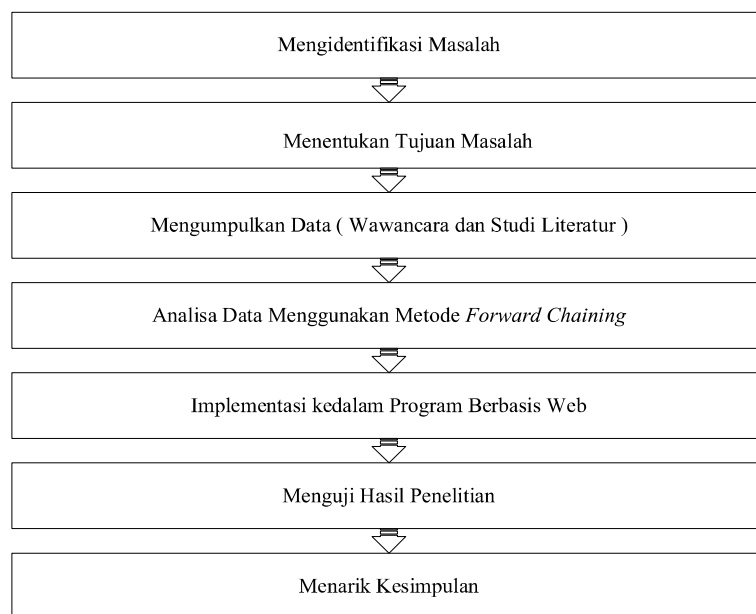 Mengidentifikasi Masalah
Menentukan Tujuan Masalah
Mengumpulkan Data ( Wawancara dan Studi Literatur )
Analisa Data Menggunakan Metode Forward Chaining
Implementasi kedalam Program Berbasis Web
Menguji Hasil Penelitian
Menarik Kesimpulan